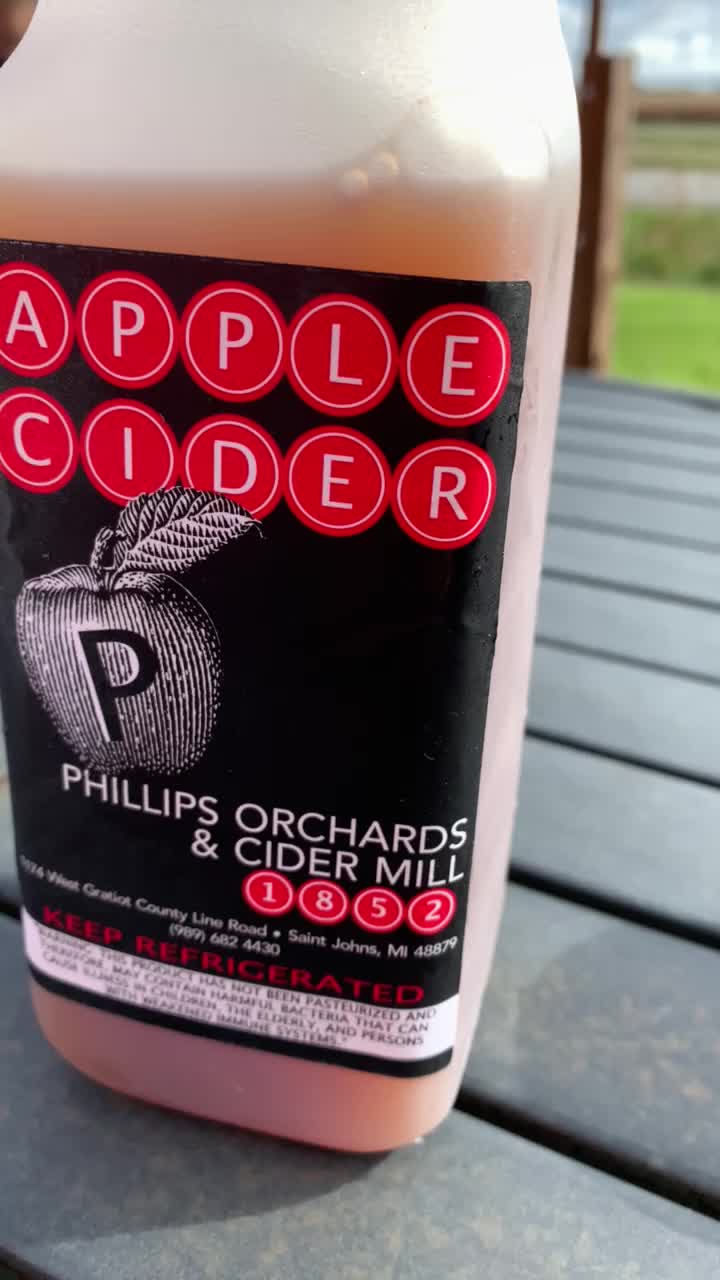 APPLE
CIDER
P
PHILLIPS ORCHARDS
& CIDER MILL
1852
West Gratiot County Line Road • Saint Johns, MI 48879
(989) 682 4430
KEEP REFRIGERATED
WARNING: THIS PRODUCT HAS NOT BEEN PASTEURIZED AND
THEREFORE, MAY CONTAIN HARMFUL BACTERIA THAT CAN
CAUSE ILLNESS IN CHILDREN, THE ELDERLY, AND PERSONS
WITH WEAKENED IMMUNE SYSTEMS."